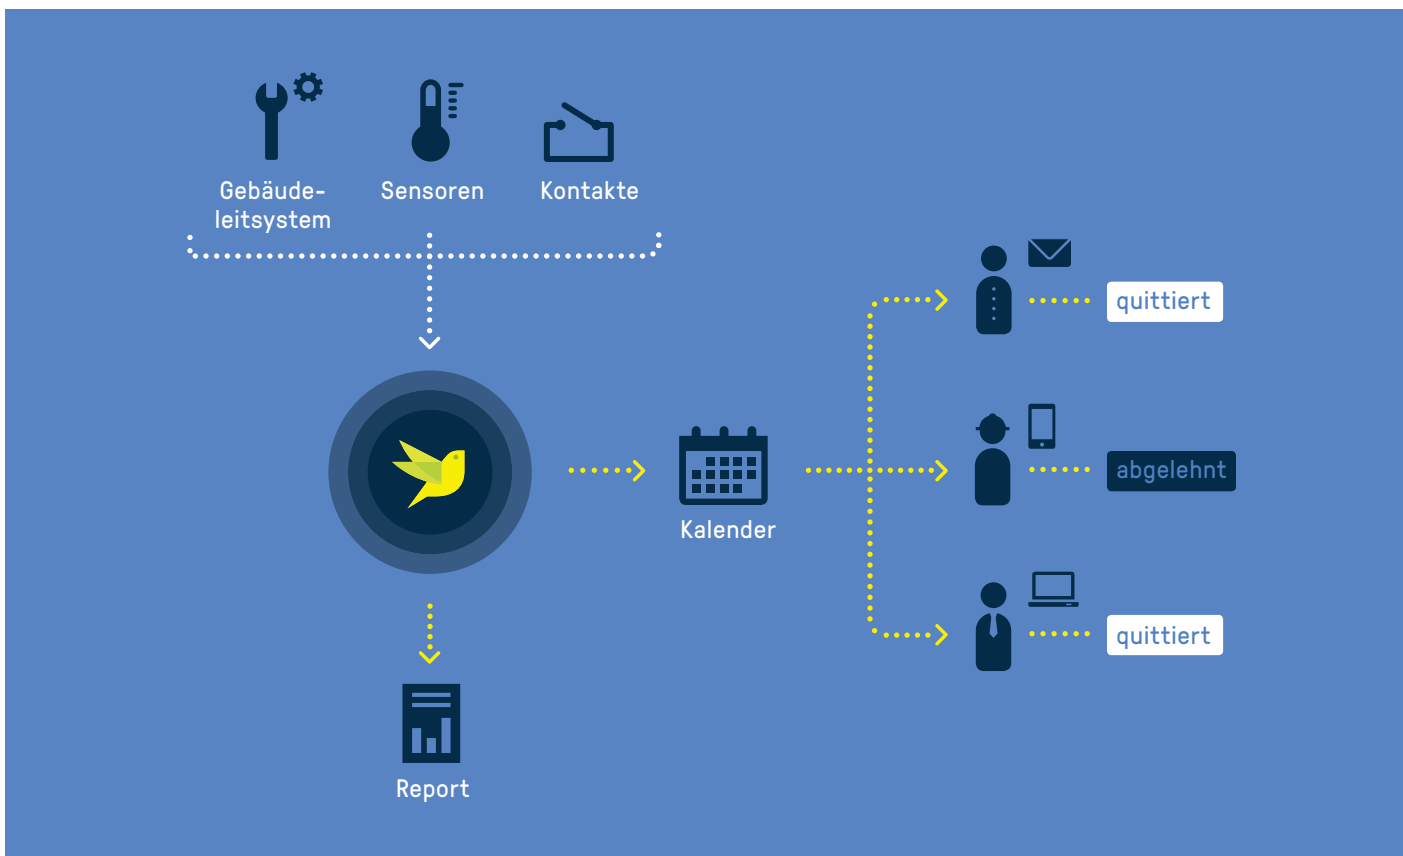 Gebäude-
leitsystem
Sensoren
Kontakte
quittiert
abgelehnt
Kalender
quittiert
Report